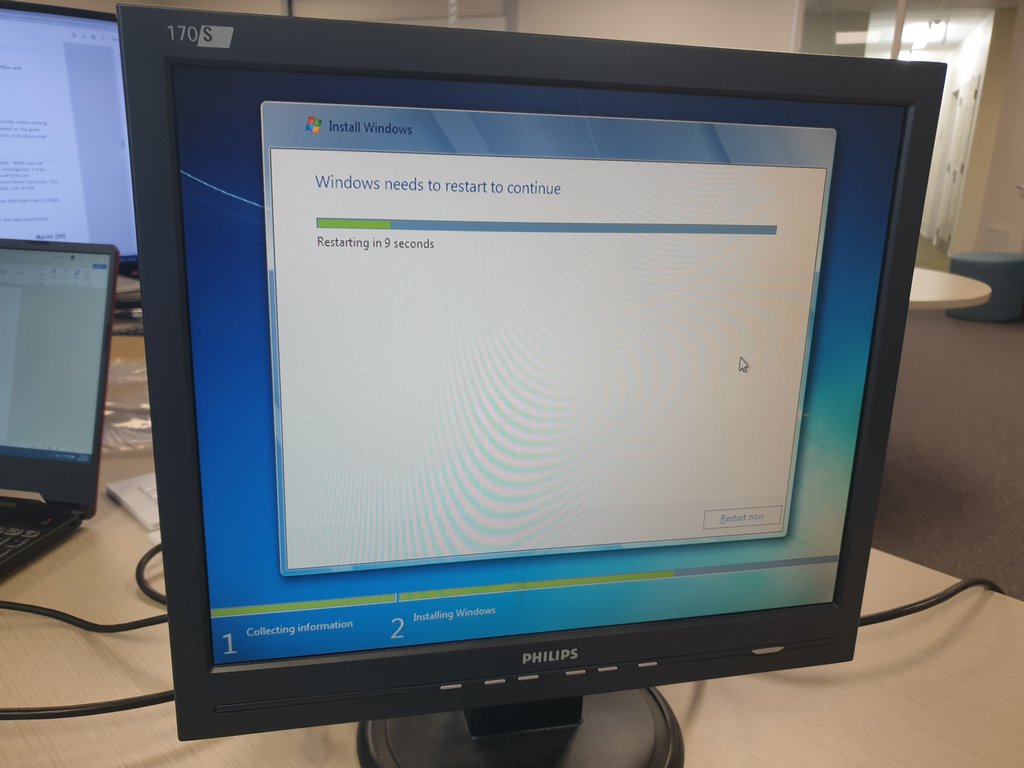 170S
Install Windows
Windows needs to restart to continue
Restarting in 9 seconds
Restart now
1 Collecting information
2 Installing Windows
PHILIPS